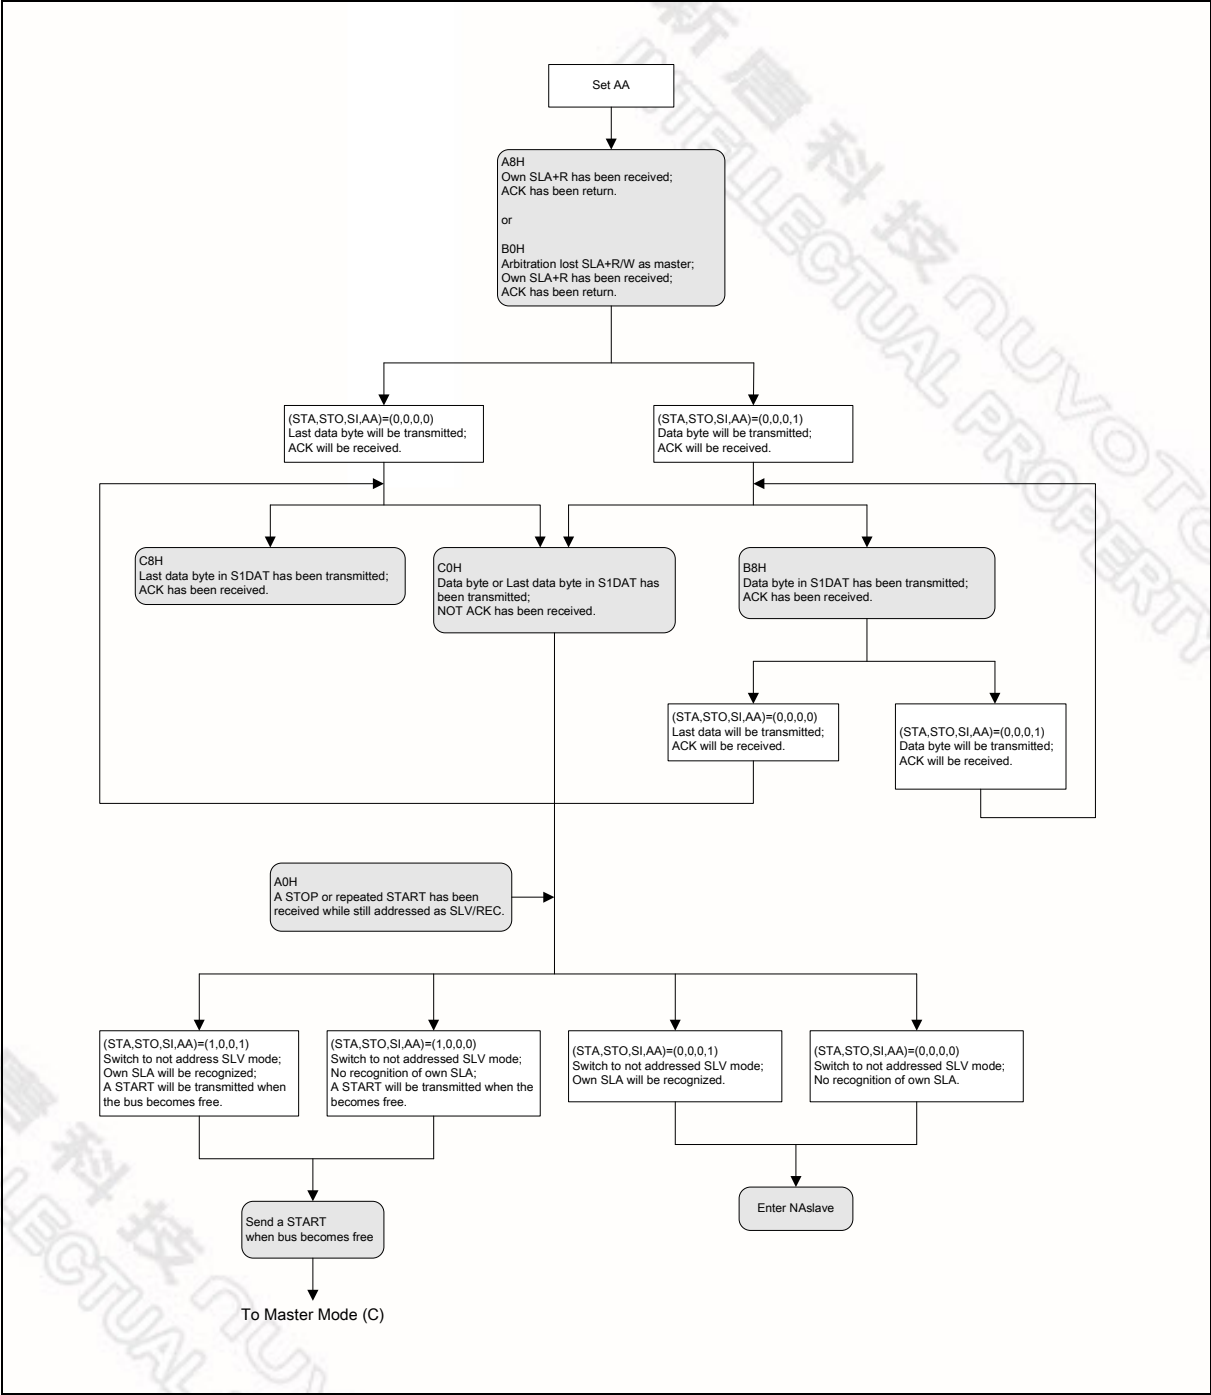 新唐科技 nuvoTon
INTELLECTUAL PROPERTY
Set AA
A8H
Own SLA+R has been received;
ACK has been return.
or
B0H
Arbitration lost SLA+R/W as master;
Own SLA+R has been received;
ACK has been return.
(STA,STO,SI,AA)=(0,0,0,0)
Last data byte will be transmitted;
ACK will be received.
(STA,STO,SI,AA)=(0,0,0,1)
Data byte will be transmitted;
ACK will be received.
C8H
Last data byte in S1DAT has been transmitted;
ACK has been received.
C0H
Data byte or Last data byte in S1DAT has
been transmitted;
NOT ACK has been received.
B8H
Data byte in S1DAT has been transmitted;
ACK has been received.
(STA,STO,SI,AA)=(0,0,0,0)
Last data will be transmitted;
ACK will be received.
(STA,STO,SI,AA)=(0,0,0,1)
Data byte will be transmitted;
ACK will be received.
A0H
A STOP or repeated START has been
received while still addressed as SLV/REC.
(STA,STO,SI,AA)=(1,0,0,1)
Switch to not address SLV mode;
Own SLA will be recognized;
A START will be transmitted when
the bus becomes free.
(STA,STO,SI,AA)=(1,0,0,0)
Switch to not addressed SLV mode;
No recognition of own SLA;
A START will be transmitted when the
becomes free.
(STA,STO,SI,AA)=(0,0,0,1)
Switch to not addressed SLV mode;
Own SLA will be recognized.
(STA,STO,SI,AA)=(0,0,0,0)
Switch to not addressed SLV mode;
No recognition of own SLA.
Send a START
when bus becomes free
Enter NAslave
To Master Mode (C)